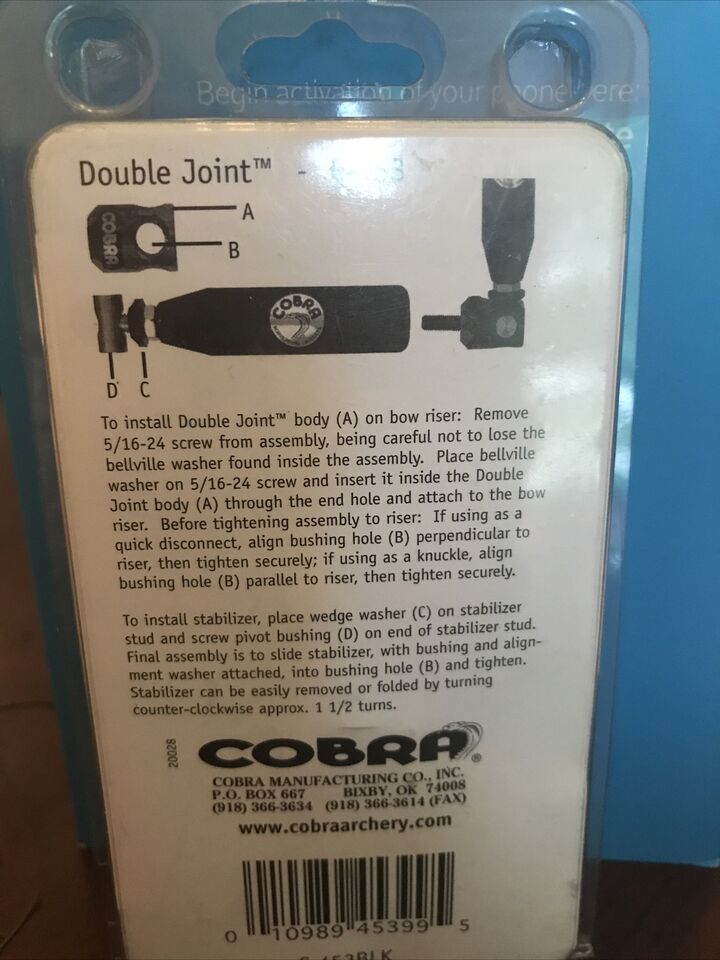 Begin activation of your phone here:
Double Joint™ -
A
COBRA
B
COBRA
D C
To install Double Joint™ body (A) on bow riser: Remove
5/16-24 screw from assembly, being careful not to lose the
bellville washer found inside the assembly. Place bellville
washer on 5/16-24 screw and insert it inside the Double
Joint body (A) through the end hole and attach to the bow
riser. Before tightening assembly to riser: If using as a
quick disconnect, align bushing hole (B) perpendicular to
riser, then tighten securely; if using as a knuckle, align
bushing hole (B) parallel to riser, then tighten securely.
To install stabilizer, place wedge washer (C) on stabilizer
stud and screw pivot bushing (D) on end of stabilizer stud.
Final assembly is to slide stabilizer, with bushing and align-
ment washer attached, into bushing hole (B) and tighten.
Stabilizer can be easily removed or folded by turning
counter-clockwise approx. 1 1/2 turns.
20028
COBRA®
COBRA MANUFACTURING CO., INC.
P.O. BOX 667 BIXBY, OK 74008
(918) 366-3634 (918) 366-3614 (FAX)
www.cobraarchery.com
0 10989 45399 5